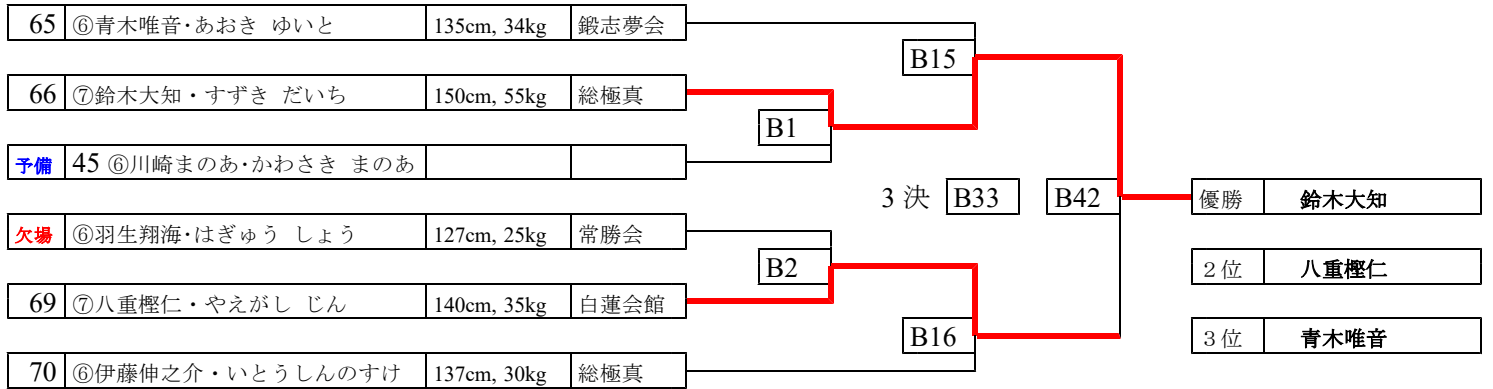 65 ⑥青木唯音･あおき ゆいと 135cm, 34kg 鍛志夢会
B15
66 ⑦鈴木大知・すずき だいち 150cm, 55kg 総極真
B1
予備 45 ⑥川崎まのあ･かわさき まのあ
3決 B33 B42 優勝 鈴木大知
欠場 ⑥羽生翔海･はぎゅう しょう 127cm, 25kg 常勝会
B2 2位 八重樫仁
69 ⑦八重樫仁・やえがし じん 140cm, 35kg 白蓮会館
B16 3位 青木唯音
70 ⑥伊藤伸之介・いとうしんのすけ 137cm, 30kg 総極真